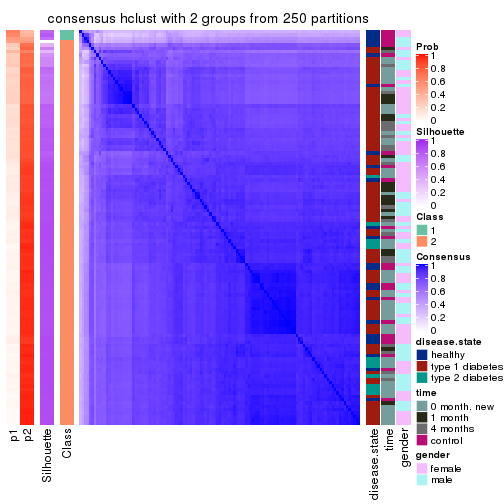 consensus hclust with 2 groups from 250 partitions
Prob
1
0.8
0.6
0.4
0.2
0
Silhouette
1
0.8
0.6
0.4
0.2
0
Class
1
2
Consensus
1
0.8
0.6
0.4
0.2
0
disease.state
healthy
type 1 diabetes
type 2 diabetes
time
0 month. new
1 month
4 months
control
gender
female
male
p1
p2
Silhouette
Class
disease.state
time
gender